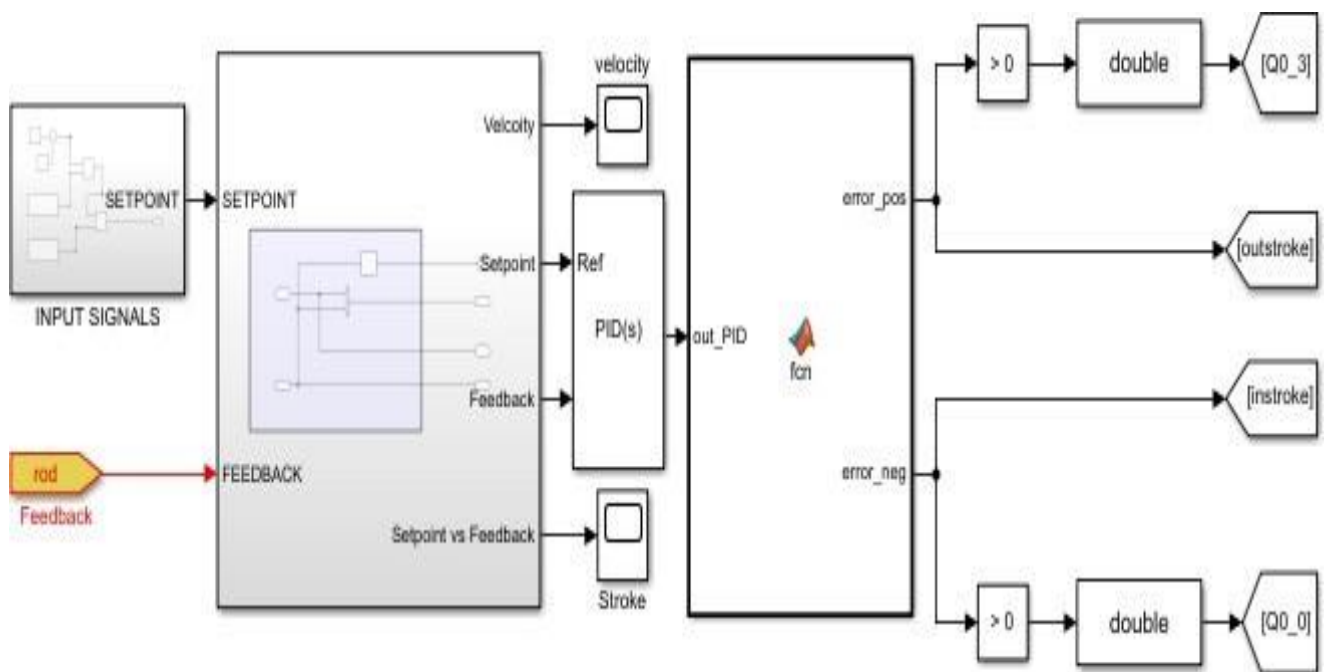 velocity
> 0
double
[Q0_3]
Velcoity
SETPOINT
SETPOINT
error_pos
INPUT SIGNALS
Setpoint
Ref
[outstroke]
PID(s)
out_PID
fcn
Feedback
[instroke]
rod
FEEDBACK
error_neg
Feedback
Setpoint vs Feedback
Stroke
> 0
double
[Q0_0]